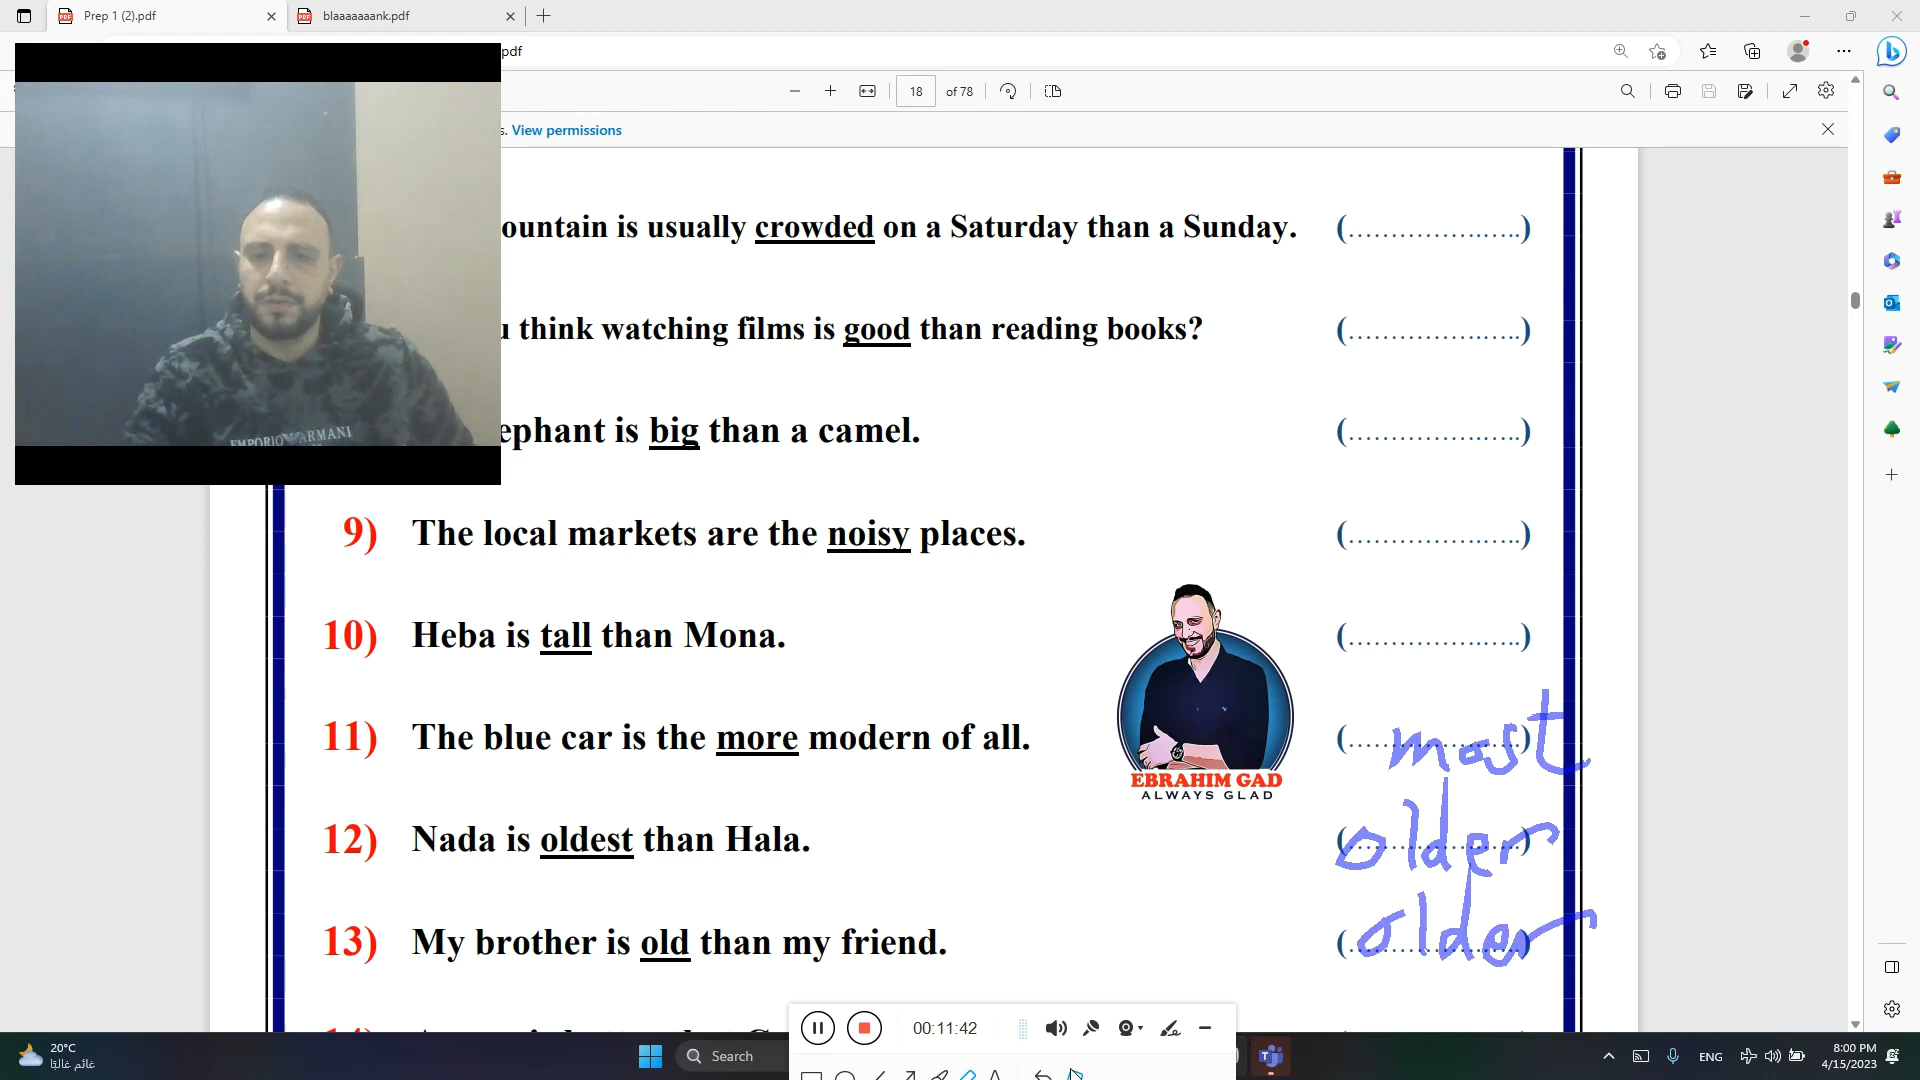 Prep 1 (2).pdf
blaaaaaaank.pdf
pdf
18 of 78
s. View permissions
ountain is usually crowded on a Saturday than a Sunday. (......................)
u think watching films is good than reading books? (......................)
ephant is big than a camel. (......................)
EMPORIO ARMANI
9) The local markets are the noisy places. (......................)
10) Heba is tall than Mona. (......................)
11) The blue car is the more modern of all. (......................) most
EBRAHIM GAD
ALWAYS GLAD
12) Nada is oldest than Hala. (......................) older
13) My brother is old than my friend. (......................) older
00:11:42
20°C
غائم غالبًا
Search
ENG
8:00 PM
4/15/2023